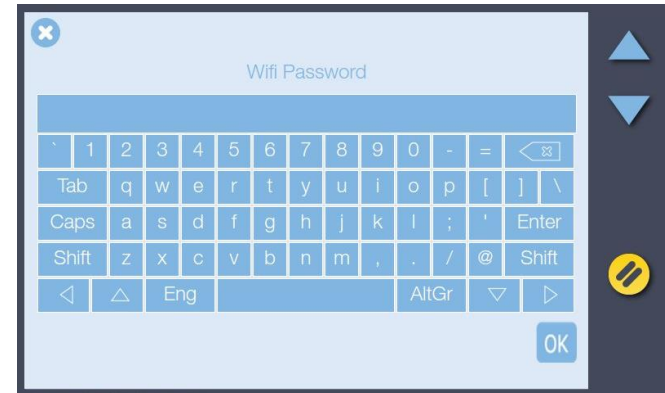 Wifi Password
` 1 2 3 4 5 6 7 8 9 0 - =
Tab q w e r t y u i o p [ ] \
Caps a s d f g h j k l ; ' Enter
Shift z x c v b n m , . / @ Shift
Eng AltGr
OK